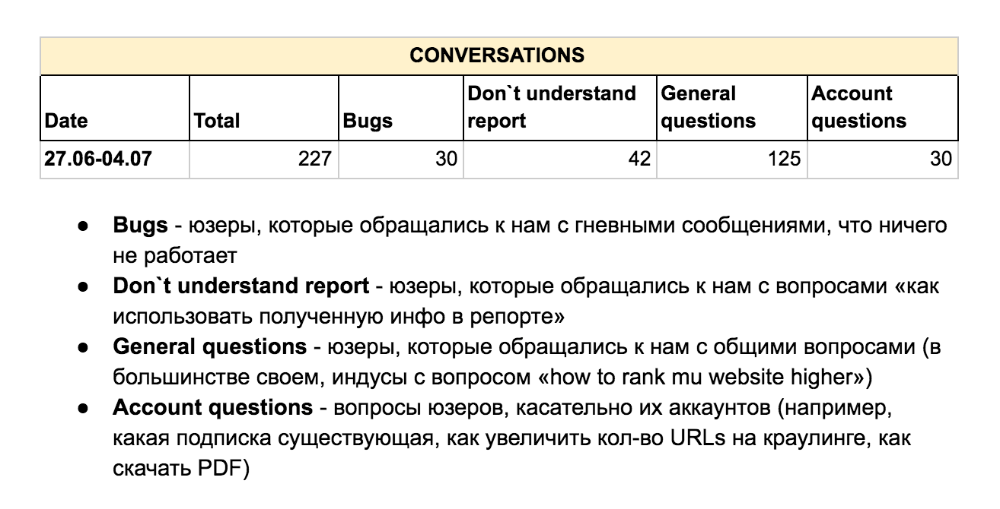 CONVERSATIONS
Date Total Bugs Don`t understand report General questions Account questions
27.06-04.07 227 30 42 125 30
● Bugs - юзеры, которые обращались к нам с гневными сообщениями, что ничего
не работает
● Don`t understand report - юзеры, которые обращались к нам с вопросами «как
использовать полученную инфо в репорте»
● General questions - юзеры, которые обращались к нам с общими вопросами (в
большинстве своем, индусы с вопросом «how to rank mu website higher»)
● Account questions - вопросы юзеров, касательно их аккаунтов (например,
какая подписка существующая, как увеличить кол-во URLs на краулинге, как
скачать PDF)